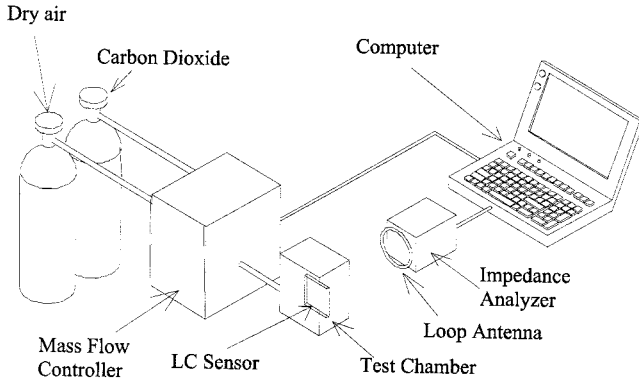 Dry air
Carbon Dioxide
Computer
Impedance
Analyzer
Loop Antenna
Mass Flow
Controller
LC Sensor
Test Chamber